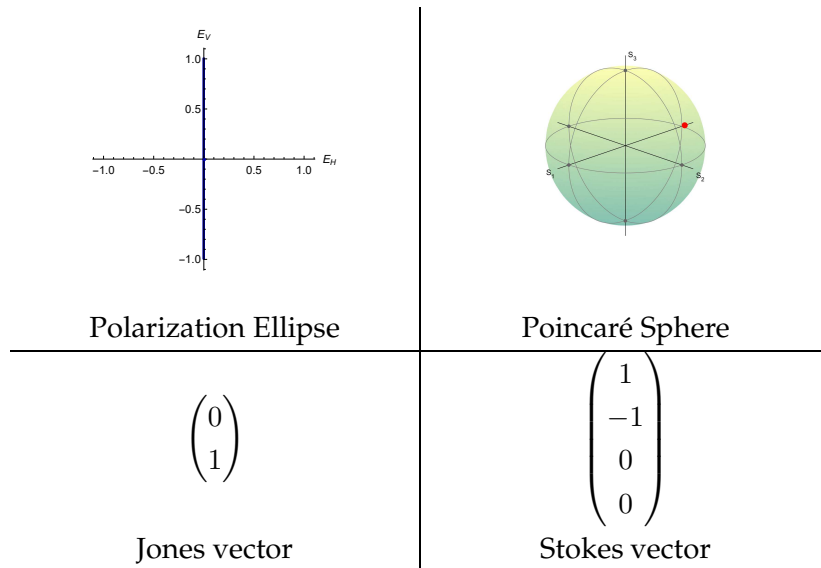 E_V
1.0
0.5
-1.0 -0.5 0.5 1.0 E_H
-0.5
-1.0
Polarization Ellipse
S_3
S_1
S_2
Poincaré Sphere
0
1
Jones vector
1
−1
0
0
Stokes vector